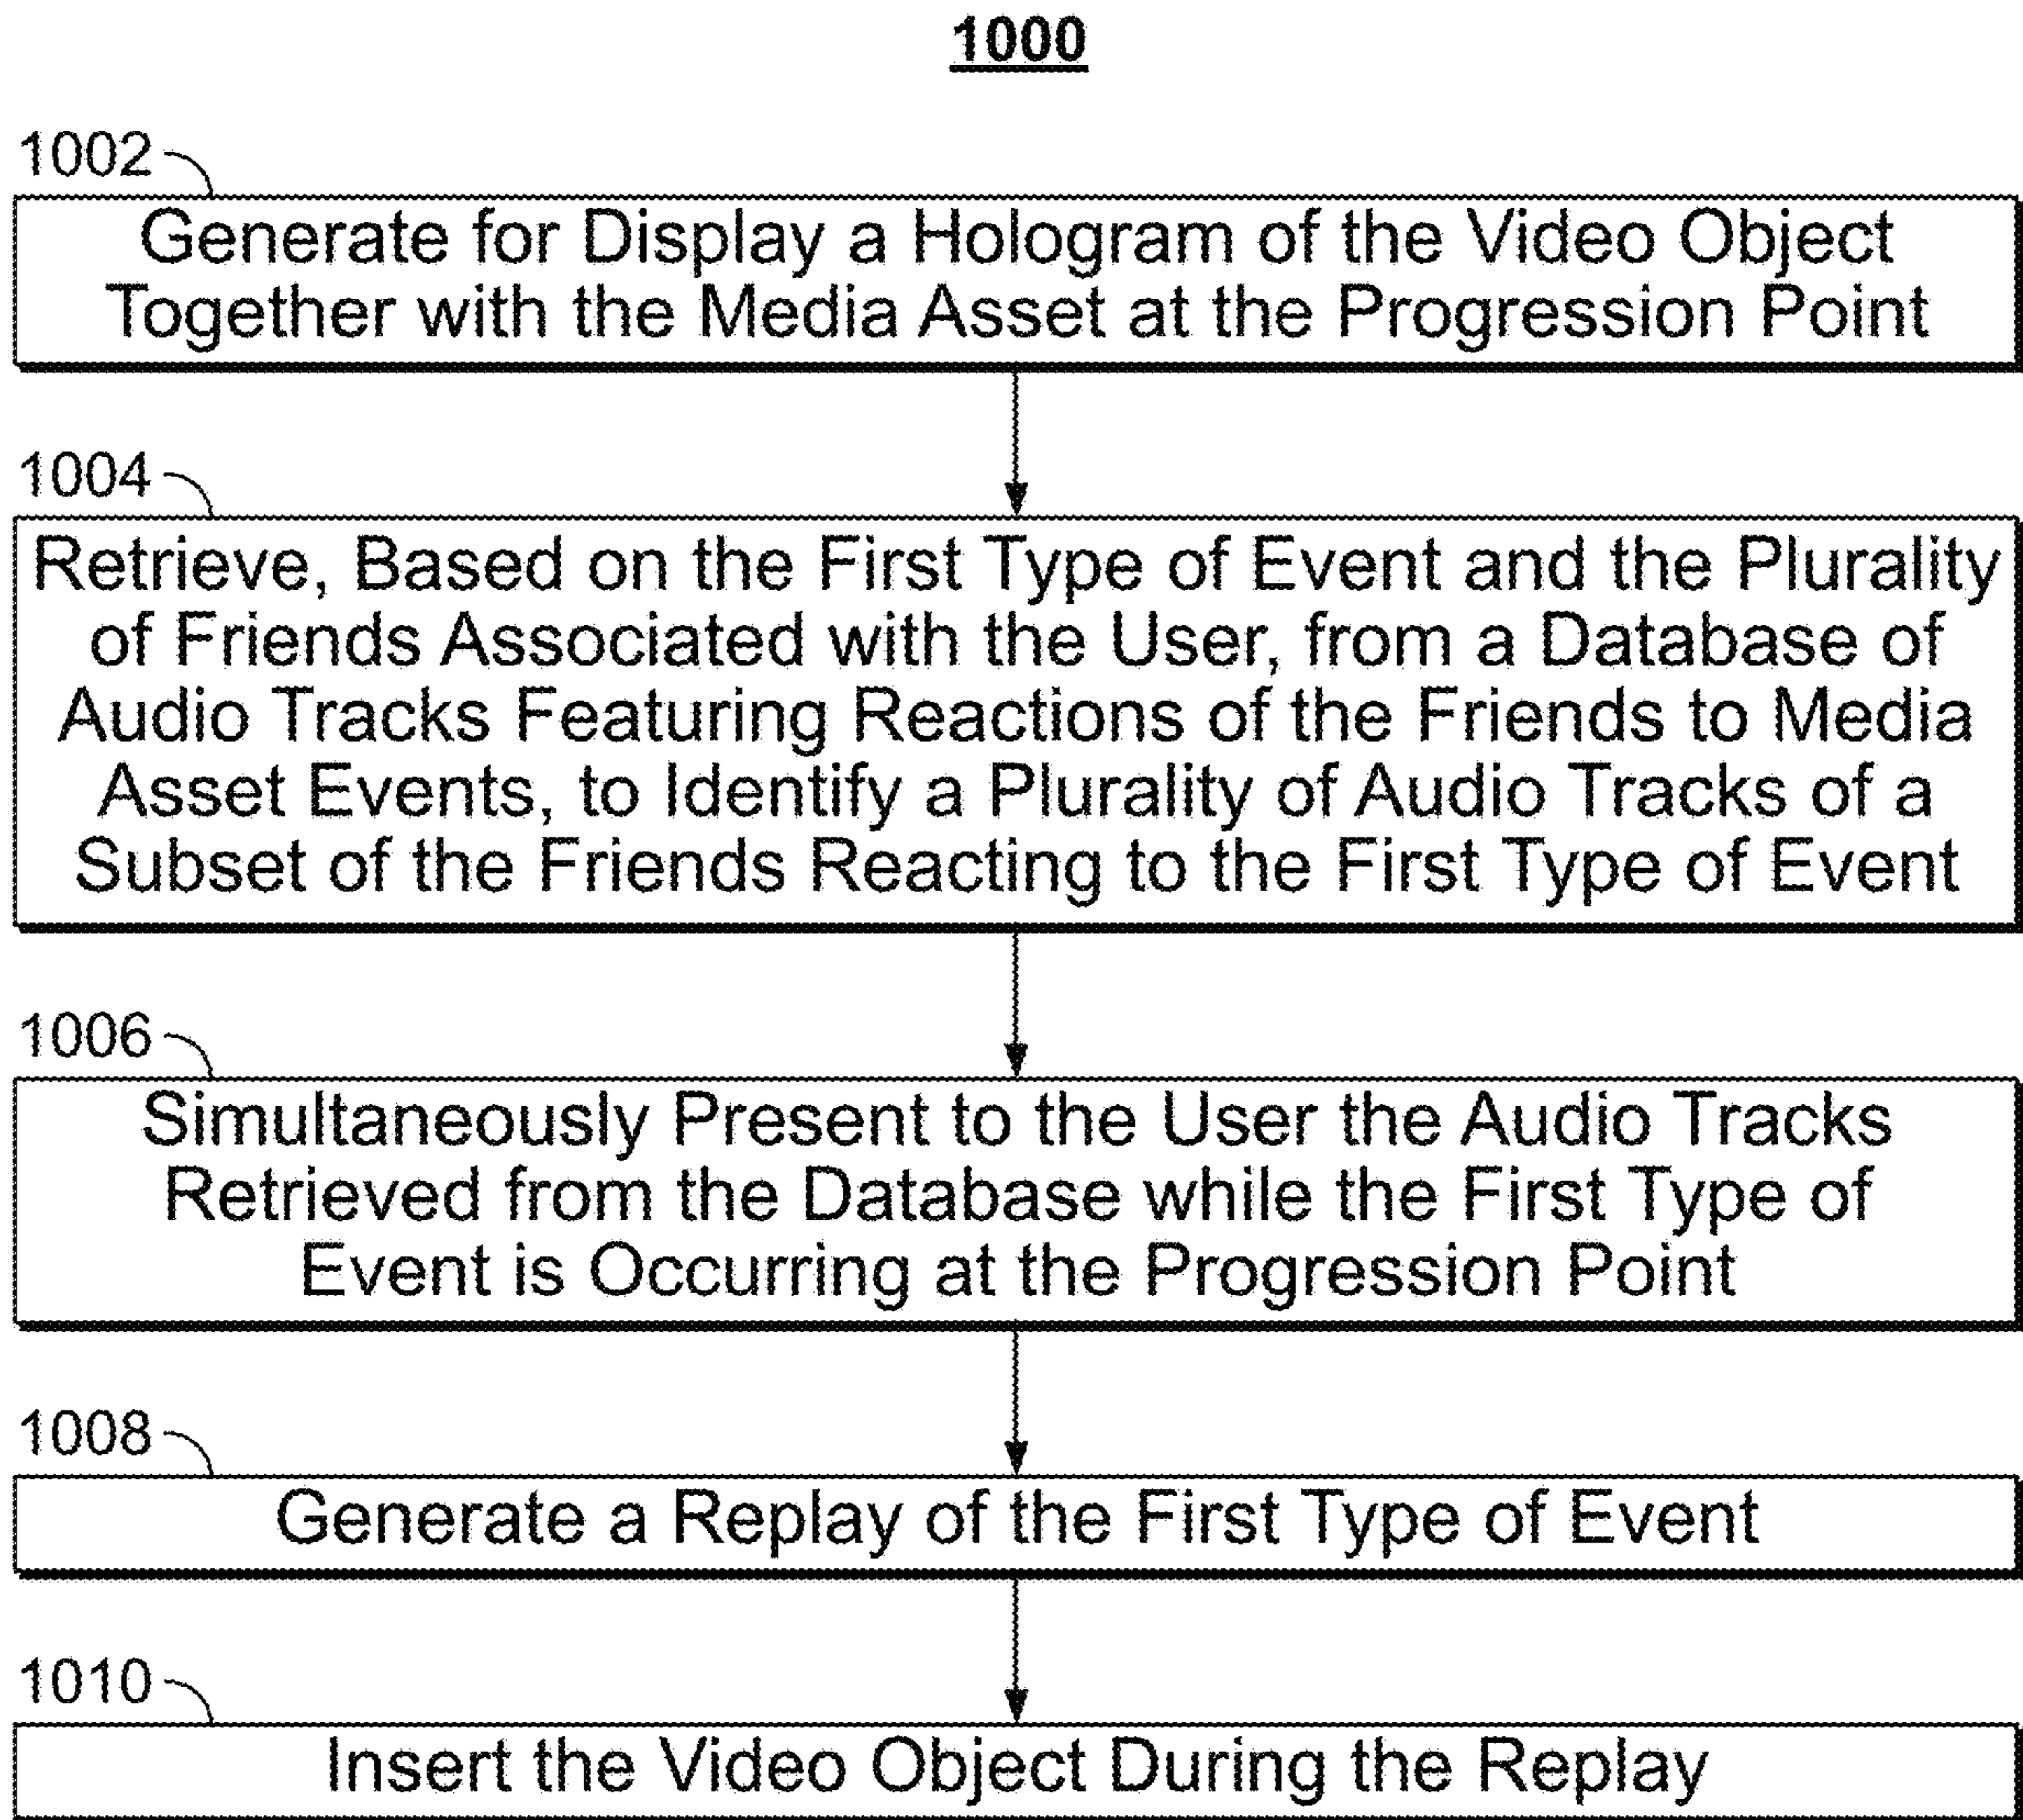 1000
1002
Generate for Display a Hologram of the Video Object
Together with the Media Asset at the Progression Point
1004
Retrieve, Based on the First Type of Event and the Plurality
of Friends Associated with the User, from a Database of
Audio Tracks Featuring Reactions of the Friends to Media
Asset Events, to Identify a Plurality of Audio Tracks of a
Subset of the Friends Reacting to the First Type of Event
1006
Simultaneously Present to the User the Audio Tracks
Retrieved from the Database while the First Type of
Event is Occurring at the Progression Point
1008
Generate a Replay of the First Type of Event
1010
Insert the Video Object During the Replay